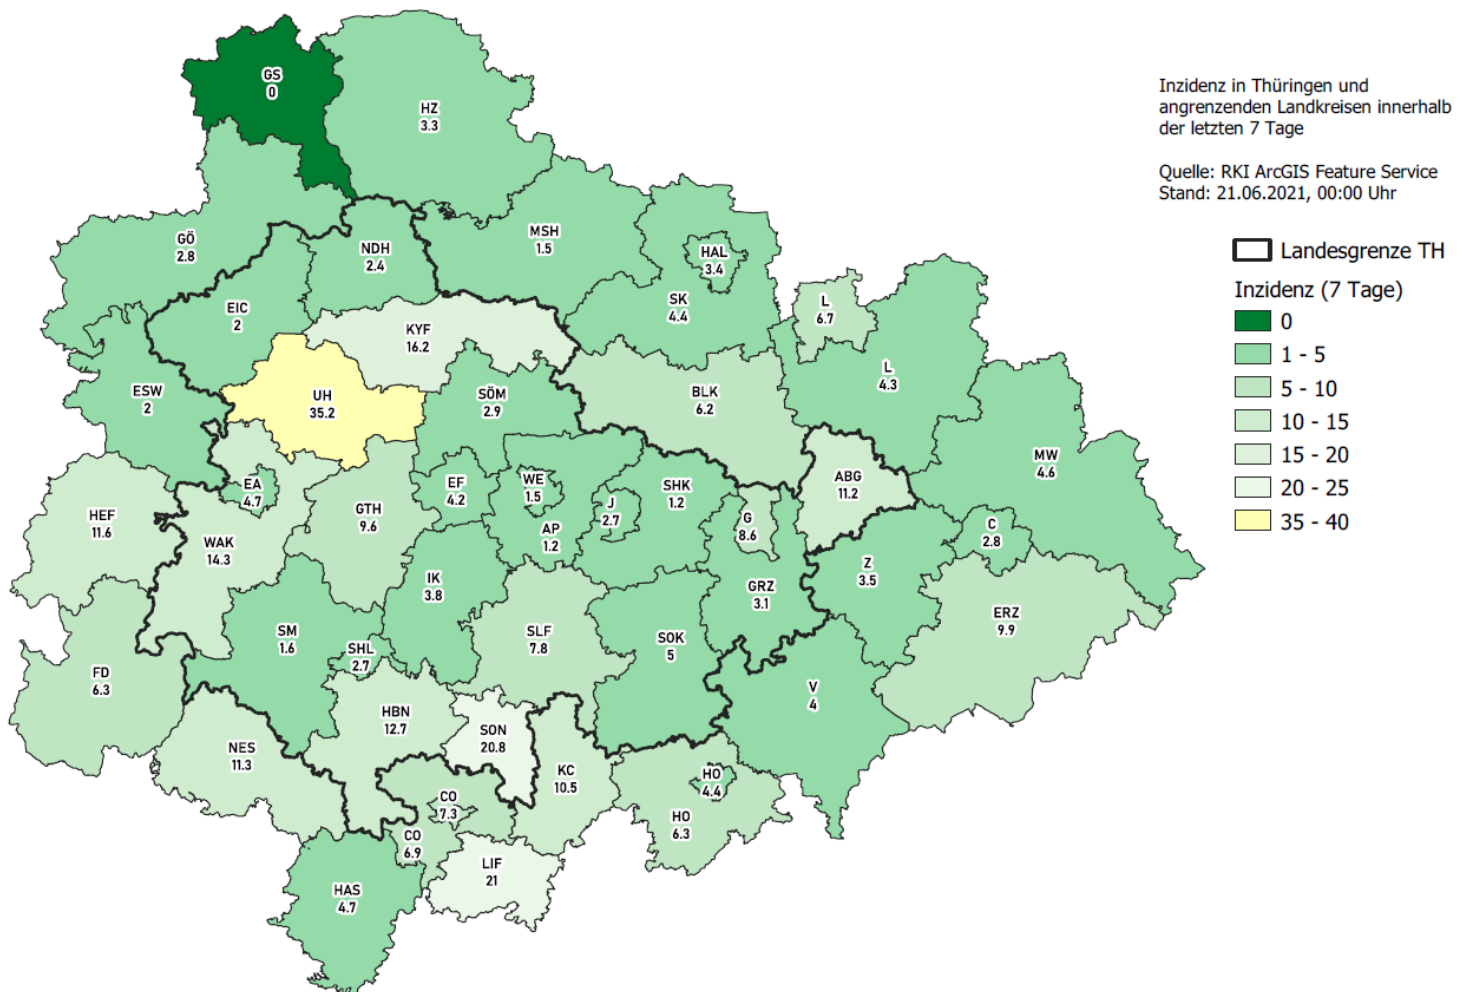 Inzidenz in Thüringen und
angrenzenden Landkreisen innerhalb
der letzten 7 Tage
Quelle: RKI ArcGIS Feature Service
Stand: 21.06.2021, 00:00 Uhr
Landesgrenze TH
Inzidenz (7 Tage)
0
1 - 5
5 - 10
10 - 15
15 - 20
20 - 25
35 - 40
GS
0
HZ
3.3
GÖ
2.8
NDH
2.4
MSH
1.5
HAL
3.4
SK
4.4
L
6.7
EIC
2
KYF
16.2
L
4.3
ESW
2
UH
35.2
SÖM
2.9
BLK
6.2
MW
4.6
EA
4.7
EF
4.2
WE
1.5
SHK
1.2
ABG
11.2
HEF
11.6
GTH
9.6
J
2.7
G
8.6
C
2.8
WAK
14.3
AP
1.2
Z
3.5
IK
3.8
GRZ
3.1
ERZ
9.9
SM
1.6
SHL
2.7
SLF
7.8
SOK
5
FD
6.3
V
4
HBN
12.7
SON
20.8
NES
11.3
KC
10.5
HO
4.4
CO
7.3
HO
6.3
CO
6.9
LIF
21
HAS
4.7